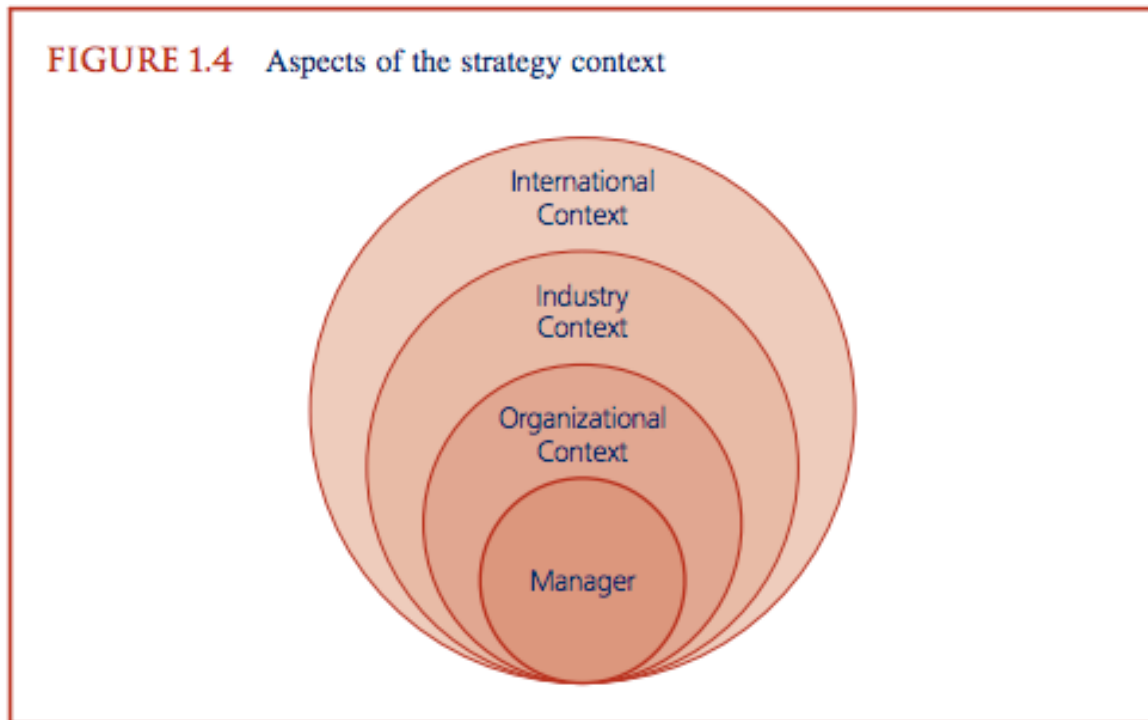 FIGURE 1.4 Aspects of the strategy context
International
Context
Industry
Context
Organizational
Context
Manager